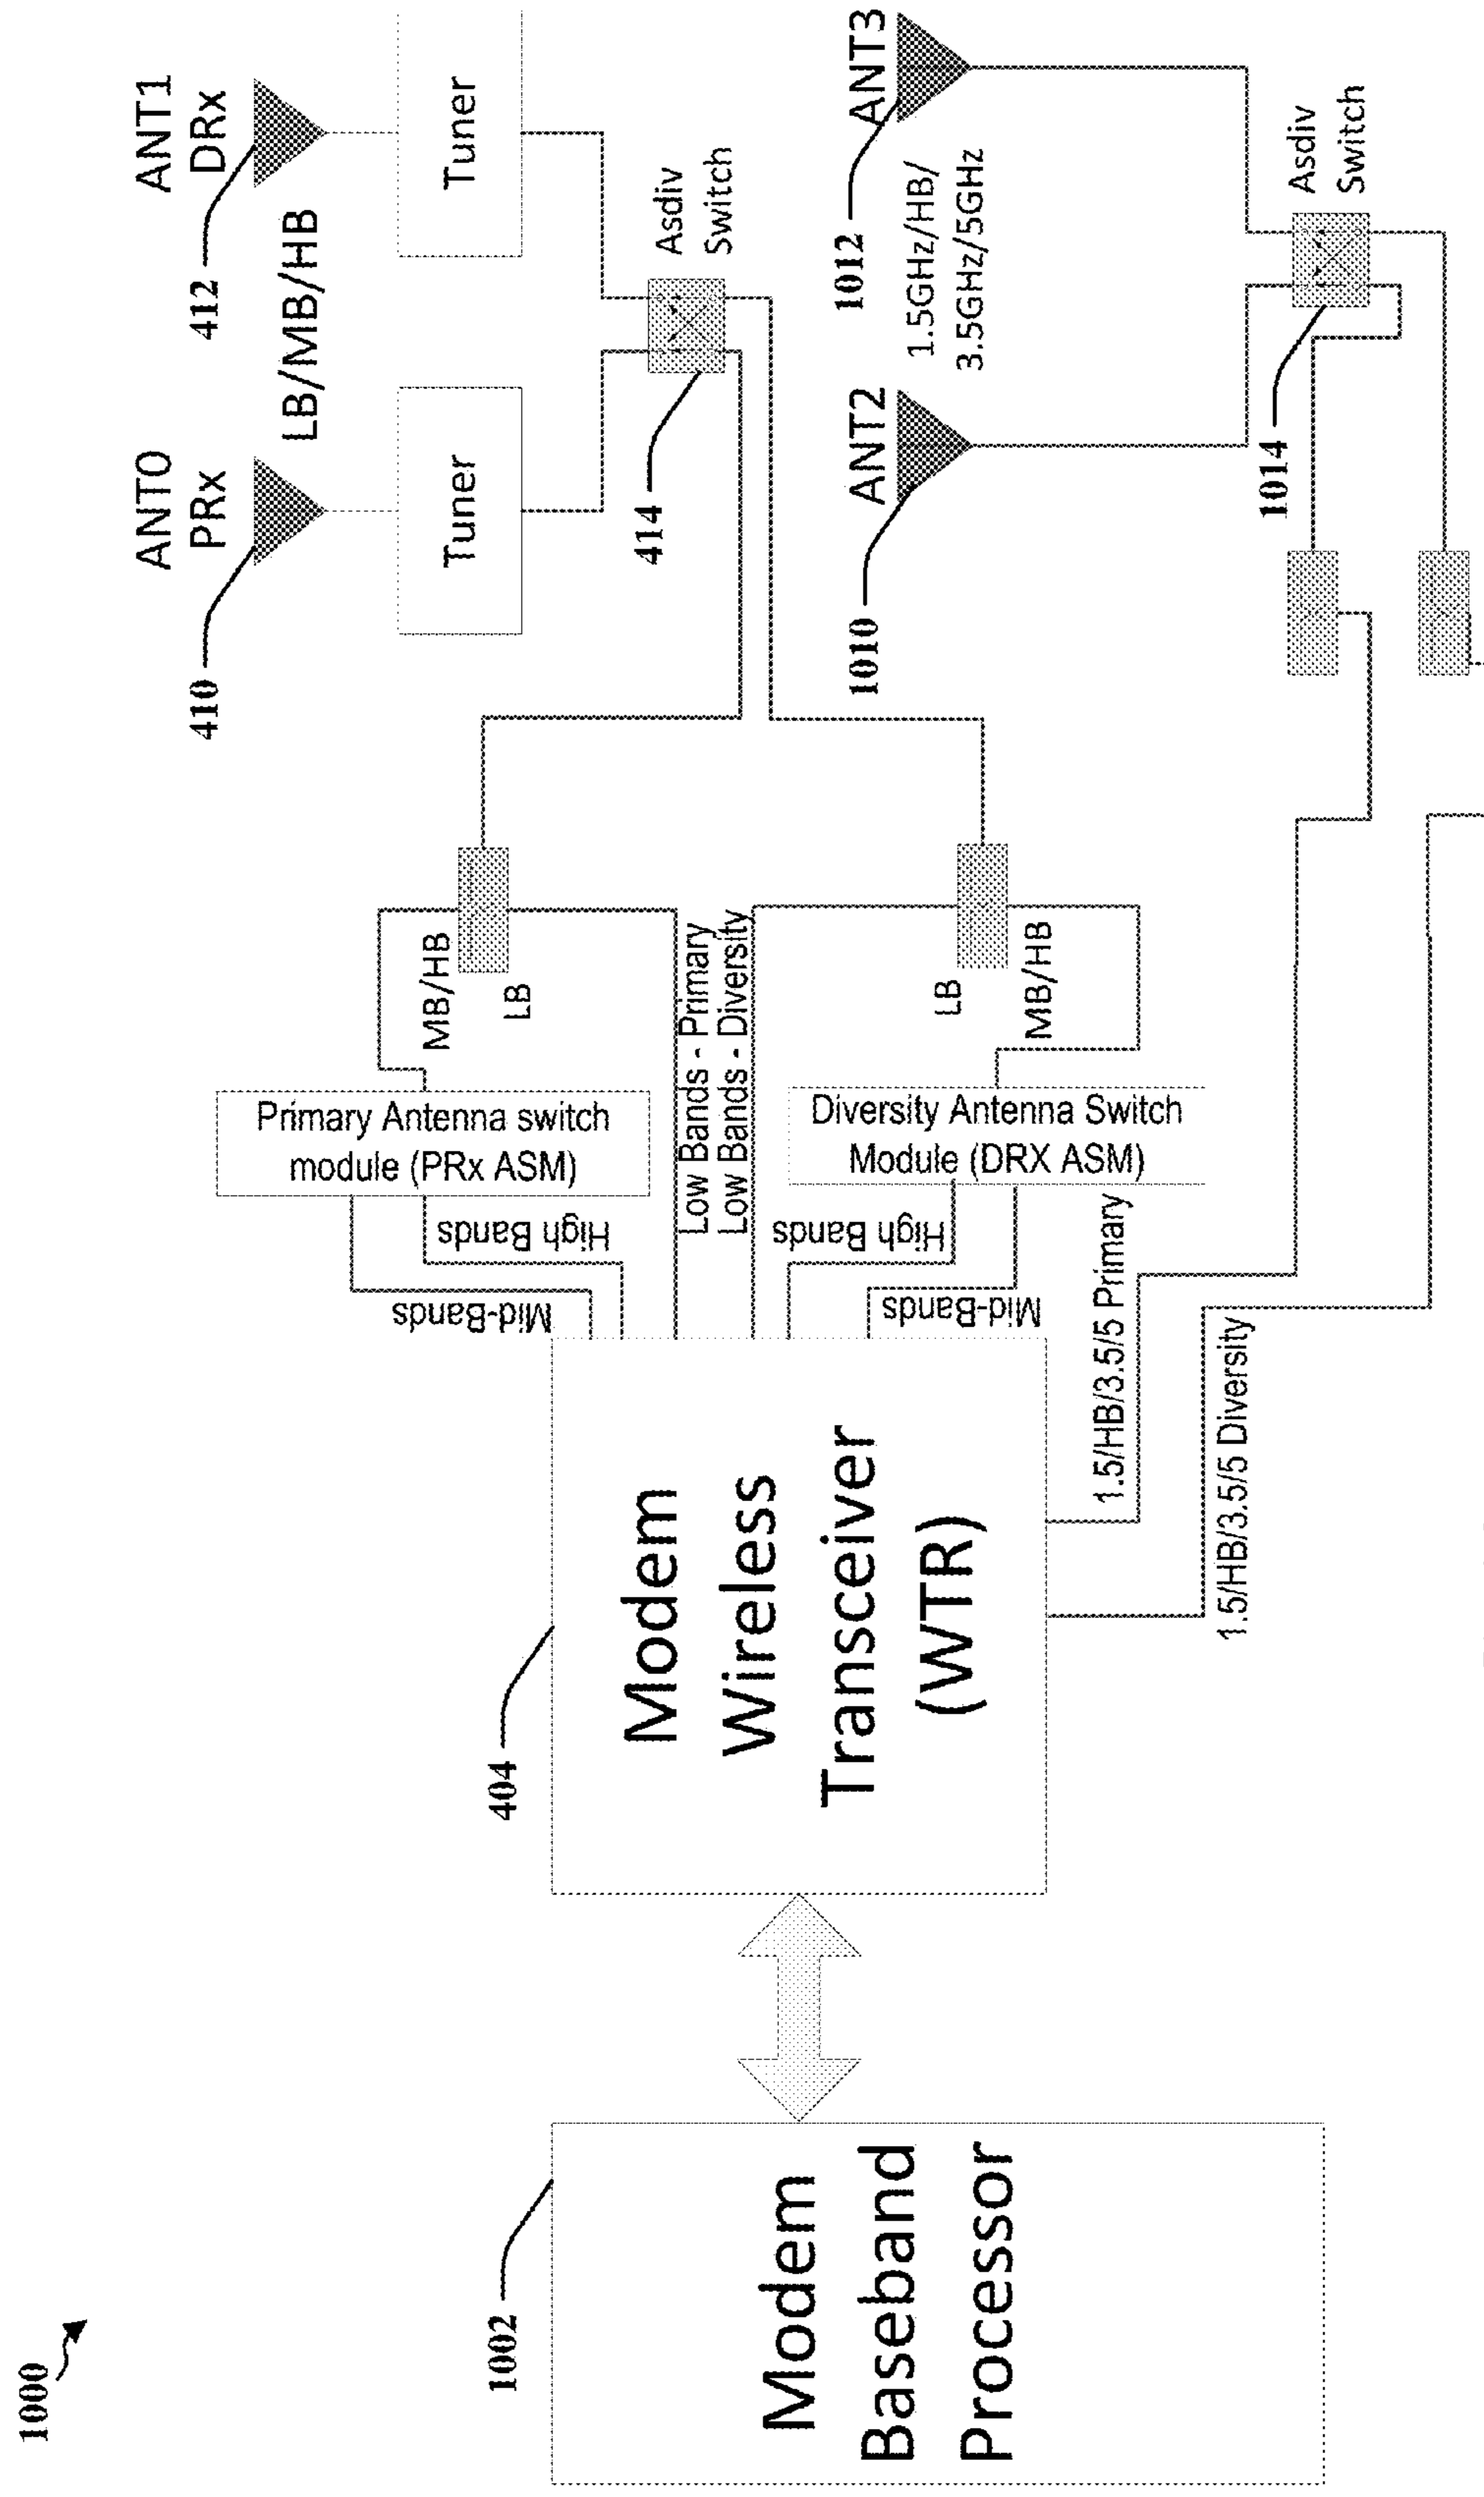 1000
1002
Modem
Baseband
Processor
404
Modem
Wireless
Transceiver
(WTR)
Mid-Bands
High Bands
Primary Antenna switch
module (PRx ASM)
MB/HB
LB
Low Bands - Primary
Low Bands - Diversity
High Bands
Mid-Bands
Diversity Antenna Switch
Module (DRX ASM)
LB
MB/HB
1.5/HB/3.5/5 Primary
1.5/HB/3.5/5 Diversity
410
ANT0
PRx
LB/MB/HB
412
ANT1
DRx
Tuner
Tuner
414
Asdiv
Switch
1010
ANT2
1012
ANT3
1.5GHz/HB/
3.5GHz/5GHz
1014
Asdiv
Switch